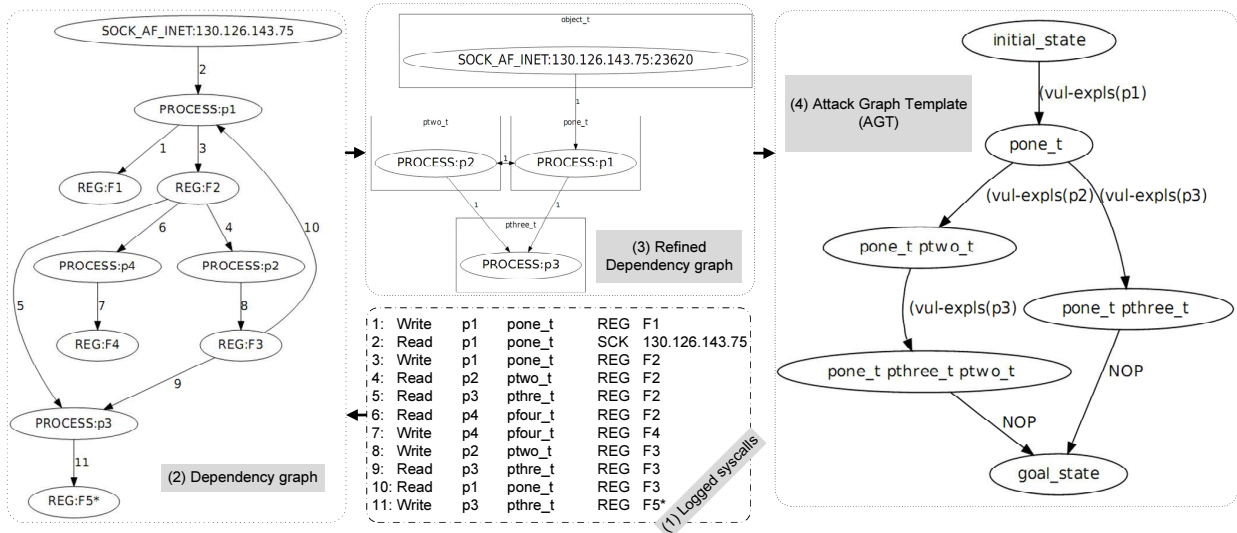 SOCK_AF_INET:130.126.143.75
2
PROCESS:p1
1
3
REG:F1
REG:F2
10
6
4
PROCESS:p4
PROCESS:p2
5
7
8
REG:F4
REG:F3
9
PROCESS:p3
11
(2) Dependency graph
REG:F5*
object_t
SOCK_AF_INET:130.126.143.75:23620
1
ptwo_t
pone_t
PROCESS:p2
1
PROCESS:p1
1
1
pthree_t
PROCESS:p3
(3) Refined
Dependency graph
1: Write p1 pone_t REG F1
2: Read p1 pone_t SCK 130.126.143.75
3: Write p1 pone_t REG F2
4: Read p2 ptwo_t REG F2
5: Read p3 pthre_t REG F2
6: Read p4 pfour_t REG F2
7: Write p4 pfour_t REG F4
8: Write p2 ptwo_t REG F3
9: Read p3 pthre_t REG F3
10: Read p1 pone_t REG F3
11: Write p3 pthre_t REG F5*
(1) Logged syscalls
initial_state
(vul-expls(p1)
(4) Attack Graph Template
(AGT)
pone_t
(vul-expls(p2)
(vul-expls(p3)
pone_t ptwo_t
(vul-expls(p3)
pone_t pthree_t
pone_t pthree_t ptwo_t
NOP
NOP
goal_state